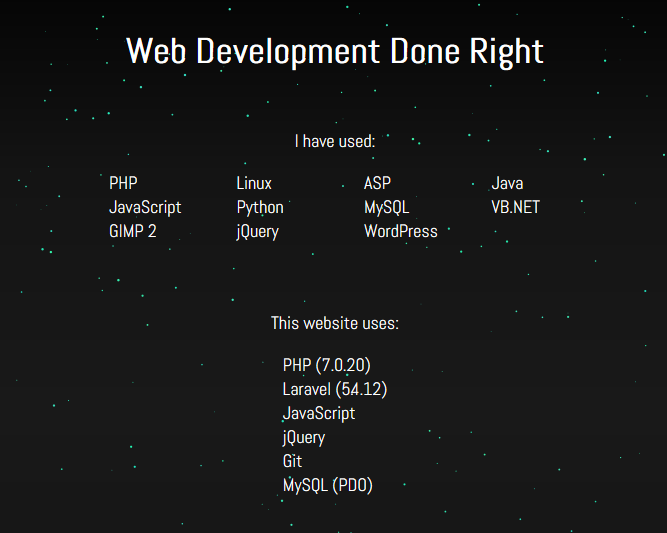 Web Development Done Right
I have used:
PHP Linux ASP Java
JavaScript Python MySQL VB.NET
GIMP 2 jQuery WordPress
This website uses:
PHP (7.0.20)
Laravel (54.12)
JavaScript
jQuery
Git
MySQL (PDO)